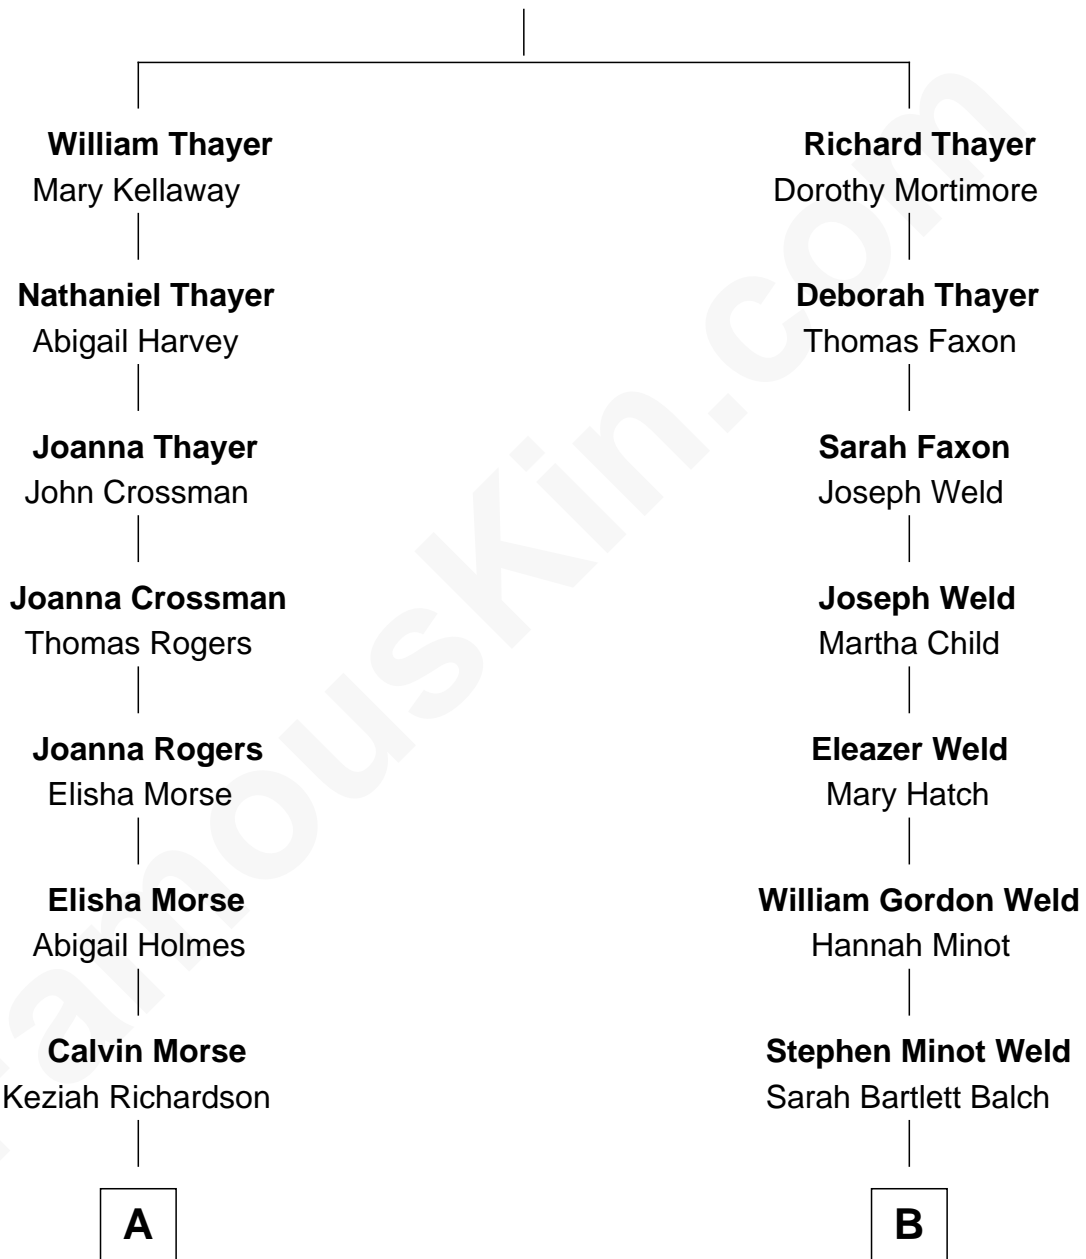 William Thayer
Mary Kellaway
Nathaniel Thayer
Abigail Harvey
Joanna Thayer
John Crossman
Joanna Crossman
Thomas Rogers
Joanna Rogers
Elisha Morse
Elisha Morse
Abigail Holmes
Calvin Morse
Keziah Richardson
A
Richard Thayer
Dorothy Mortimore
Deborah Thayer
Thomas Faxon
Sarah Faxon
Joseph Weld
Joseph Weld
Martha Child
Eleazer Weld
Mary Hatch
William Gordon Weld
Hannah Minot
Stephen Minot Weld
Sarah Bartlett Balch
B
FamousKin.com